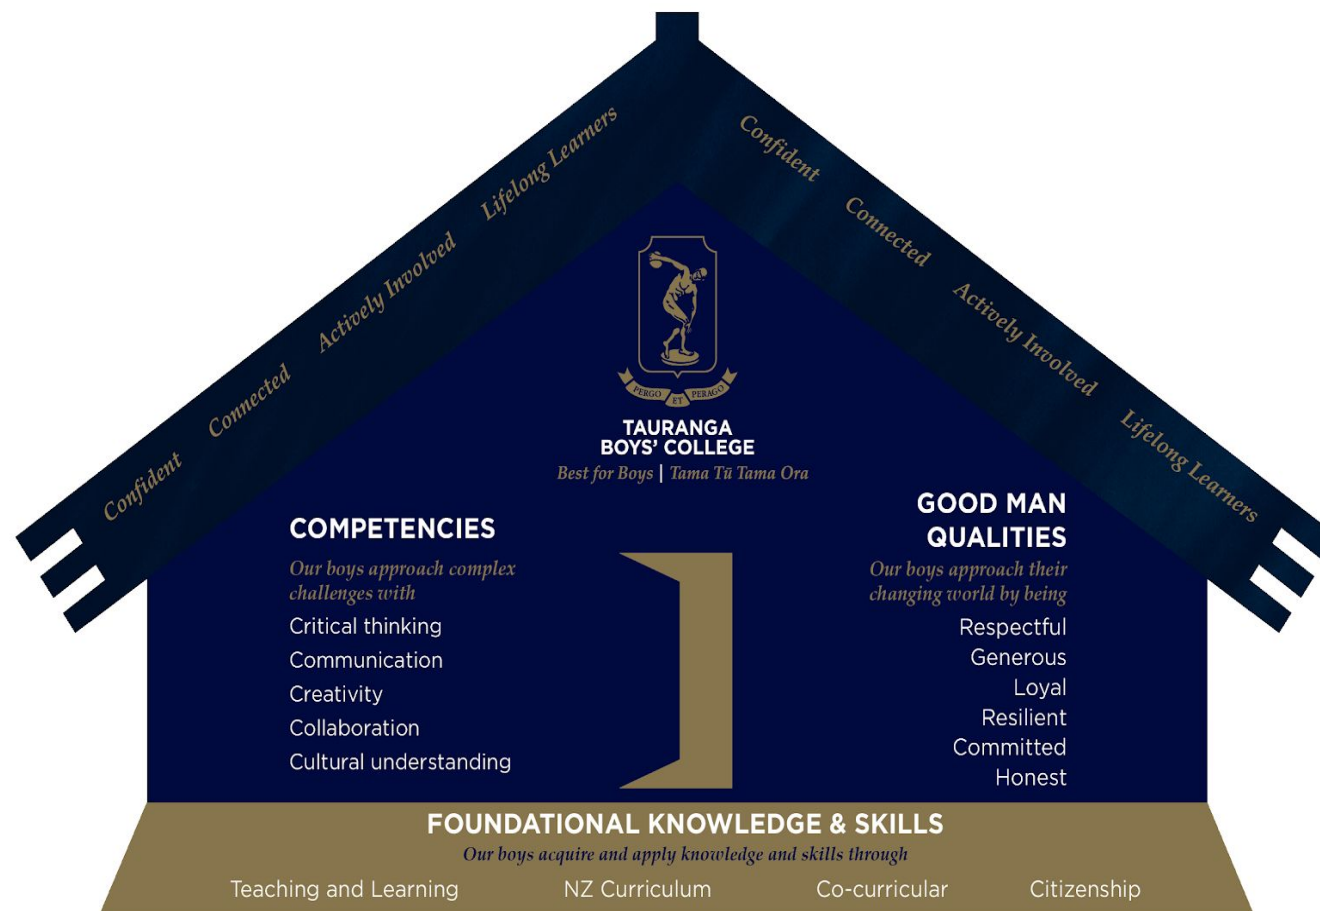 Confident
Connected
Actively Involved
Lifelong Learners
Confident
Connected
Actively Involved
Lifelong Learners
PERGO ET PERAGO
TAURANGA
BOYS' COLLEGE
Best for Boys | Tama Tū Tama Ora
COMPETENCIES
Our boys approach complex
challenges with
Critical thinking
Communication
Creativity
Collaboration
Cultural understanding
GOOD MAN
QUALITIES
Our boys approach their
changing world by being
Respectful
Generous
Loyal
Resilient
Committed
Honest
FOUNDATIONAL KNOWLEDGE & SKILLS
Our boys acquire and apply knowledge and skills through
Teaching and Learning NZ Curriculum Co-curricular Citizenship